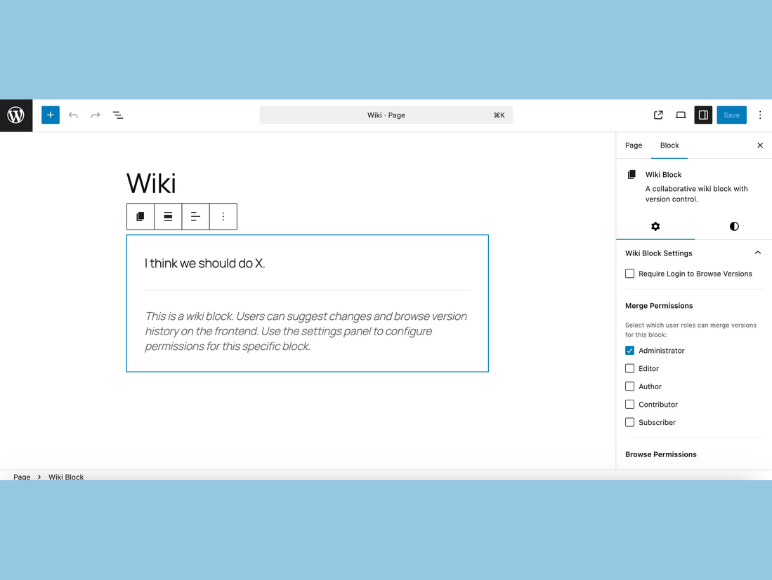 Wiki · Page
⌘K
Save
Page
Block
Wiki
Wiki Block
A collaborative wiki block with
version control.
I think we should do X.
This is a wiki block. Users can suggest changes and browse version
history on the frontend. Use the settings panel to configure
permissions for this specific block.
Wiki Block Settings
Require Login to Browse Versions
Merge Permissions
Select which user roles can merge versions
for this block:
Administrator
Editor
Author
Contributor
Subscriber
Browse Permissions
Page > Wiki Block